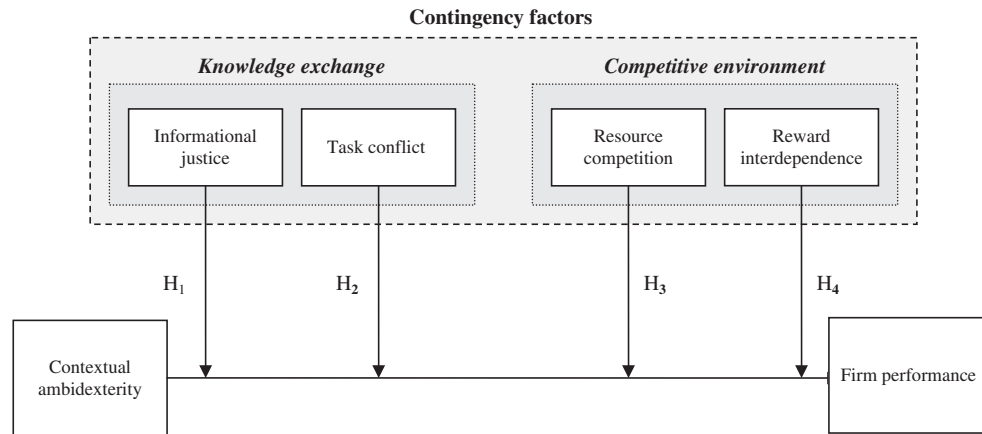 Contingency factors
Knowledge exchange
Competitive environment
Informational
justice
Task conflict
Resource
competition
Reward
interdependence
H₁
H₂
H₃
H₄
Contextual
ambidexterity
Firm performance